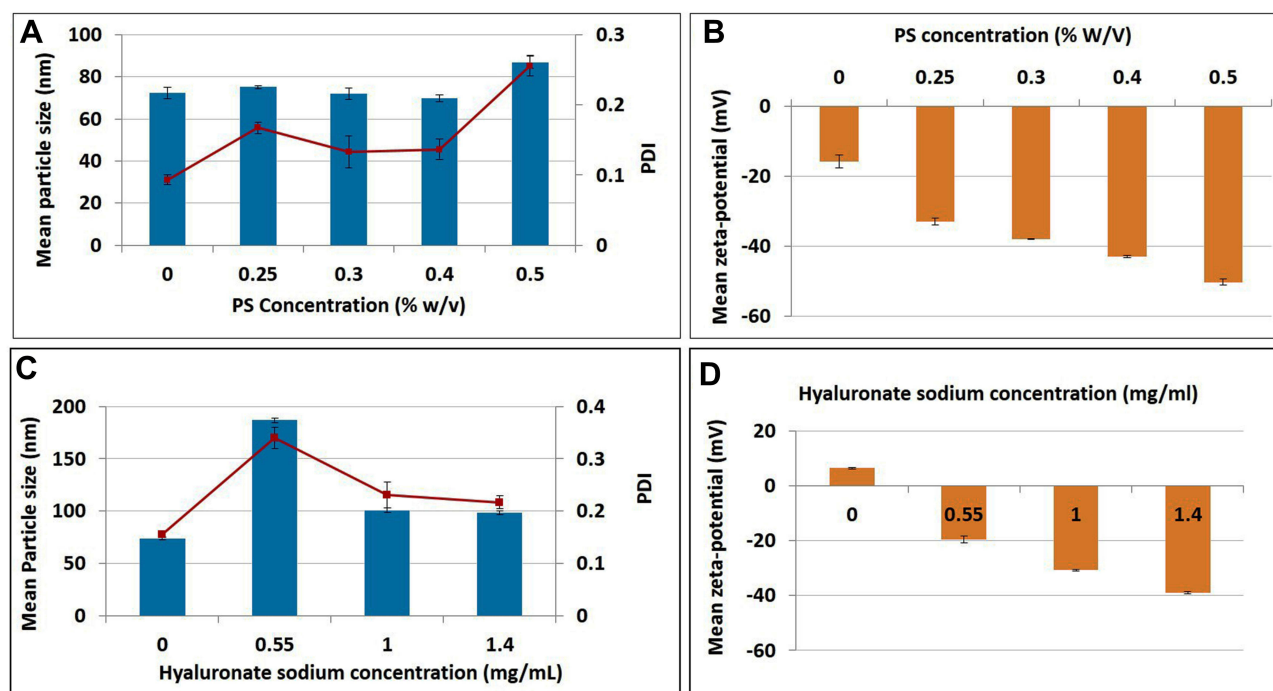 A
Mean particle size (nm)
100
80
60
40
20
0
0.3
0.2
0.1
0
PDI
0 0.25 0.3 0.4 0.5
PS Concentration (% w/v)
B
PS concentration (% W/V)
0 0.25 0.3 0.4 0.5
Mean zeta-potential (mV)
0
-20
-40
-60
C
Mean Particle size (nm)
200
150
100
50
0
0.4
0.3
0.2
0.1
0
PDI
0 0.55 1 1.4
Hyaluronate sodium concentration (mg/mL)
D
Hyaluronate sodium concentration (mg/ml)
Mean zeta-potential (mV)
20
0
-20
-40
-60
0 0.55 1 1.4